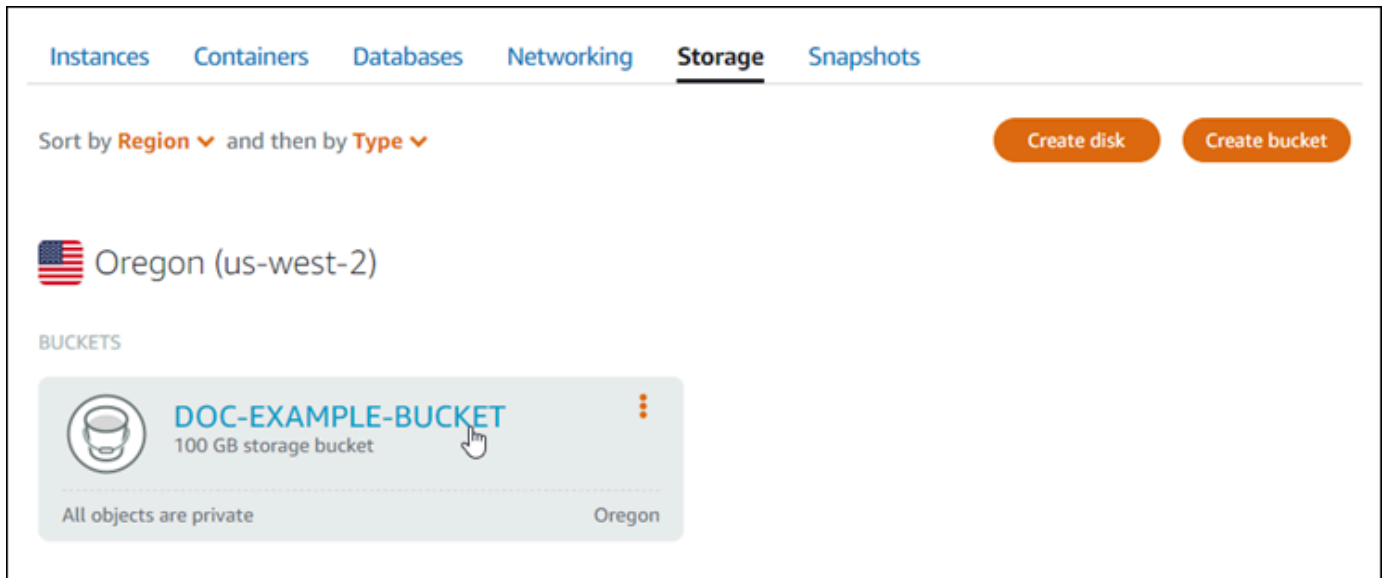 Instances Containers Databases Networking Storage Snapshots
Sort by Region and then by Type Create disk Create bucket
Oregon (us-west-2)
BUCKETS
DOC-EXAMPLE-BUCKET
100 GB storage bucket
All objects are private Oregon